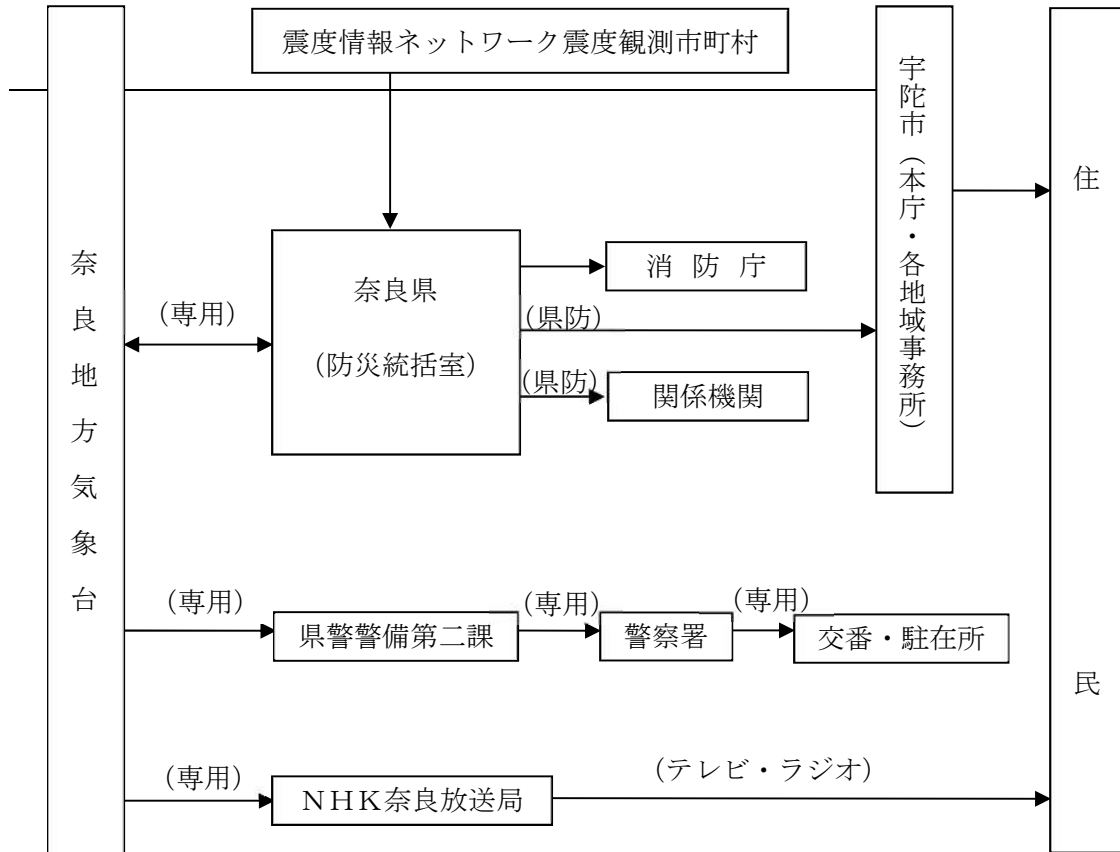 震度情報ネットワーク震度観測市町村
宇陀市（本庁・各地域事務所）
住民
奈良地方気象台
（専用）
奈良県
（防災統括室）
消防庁
（県防）
（県防）
関係機関
（専用）
県警警備第二課
（専用）
警察署
（専用）
交番・駐在所
（専用）
ＮＨＫ奈良放送局
（テレビ・ラジオ）